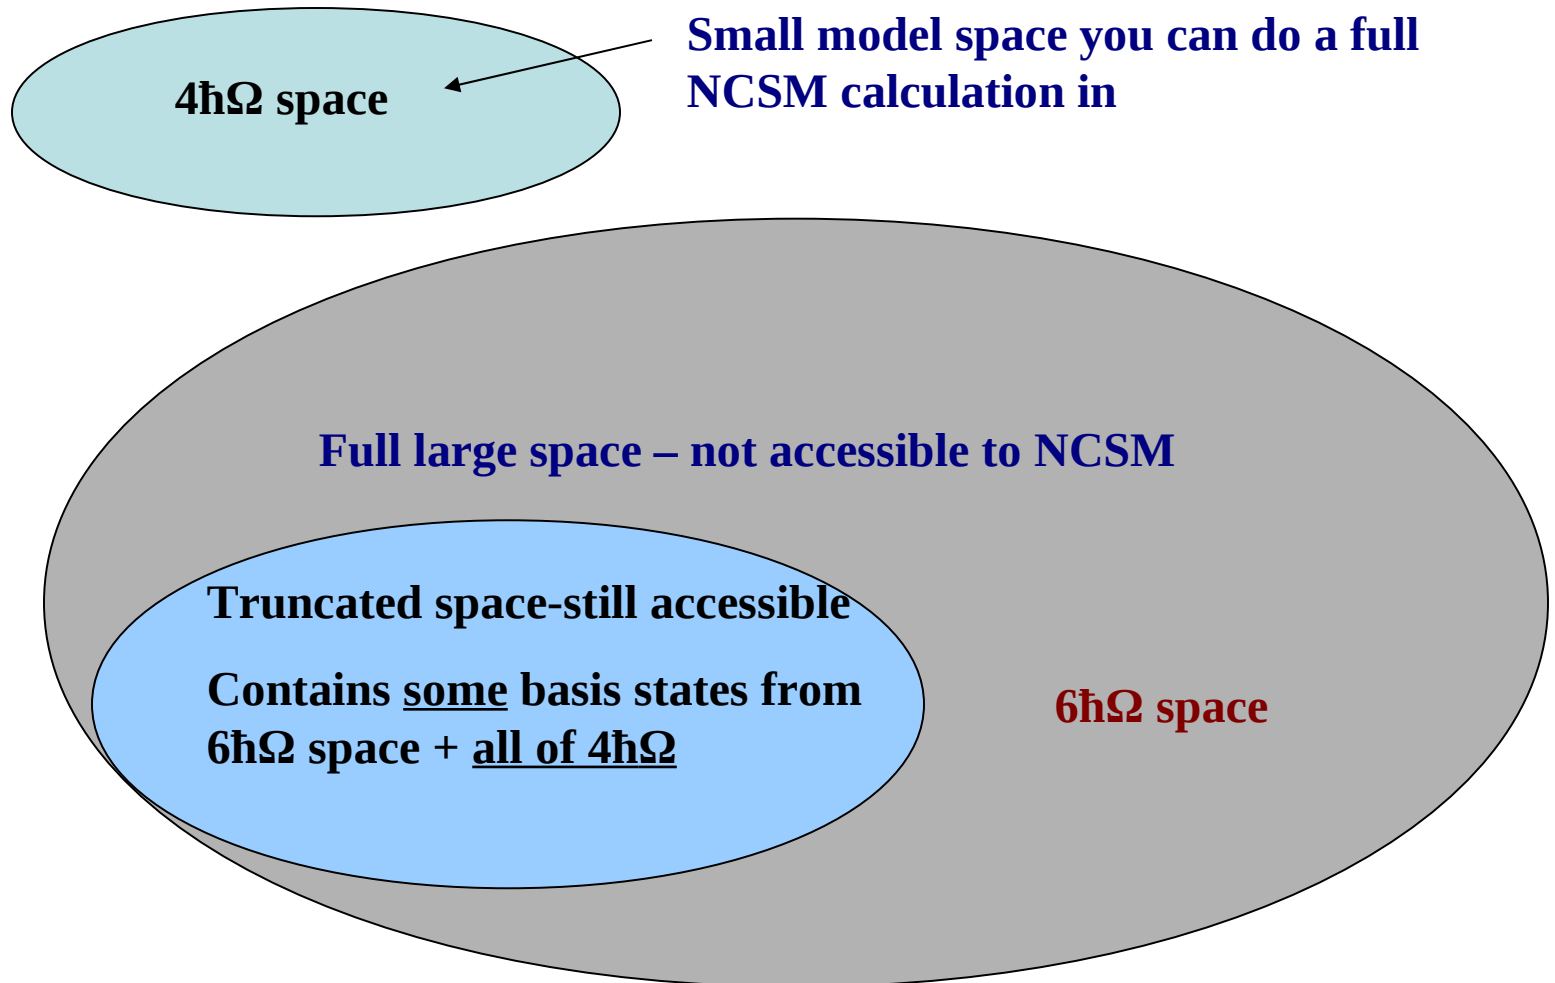 4ħΩ space
Small model space you can do a full
NCSM calculation in
Full large space – not accessible to NCSM
Truncated space-still accessible
Contains some basis states from
6ħΩ space + all of 4ħΩ
6ħΩ space